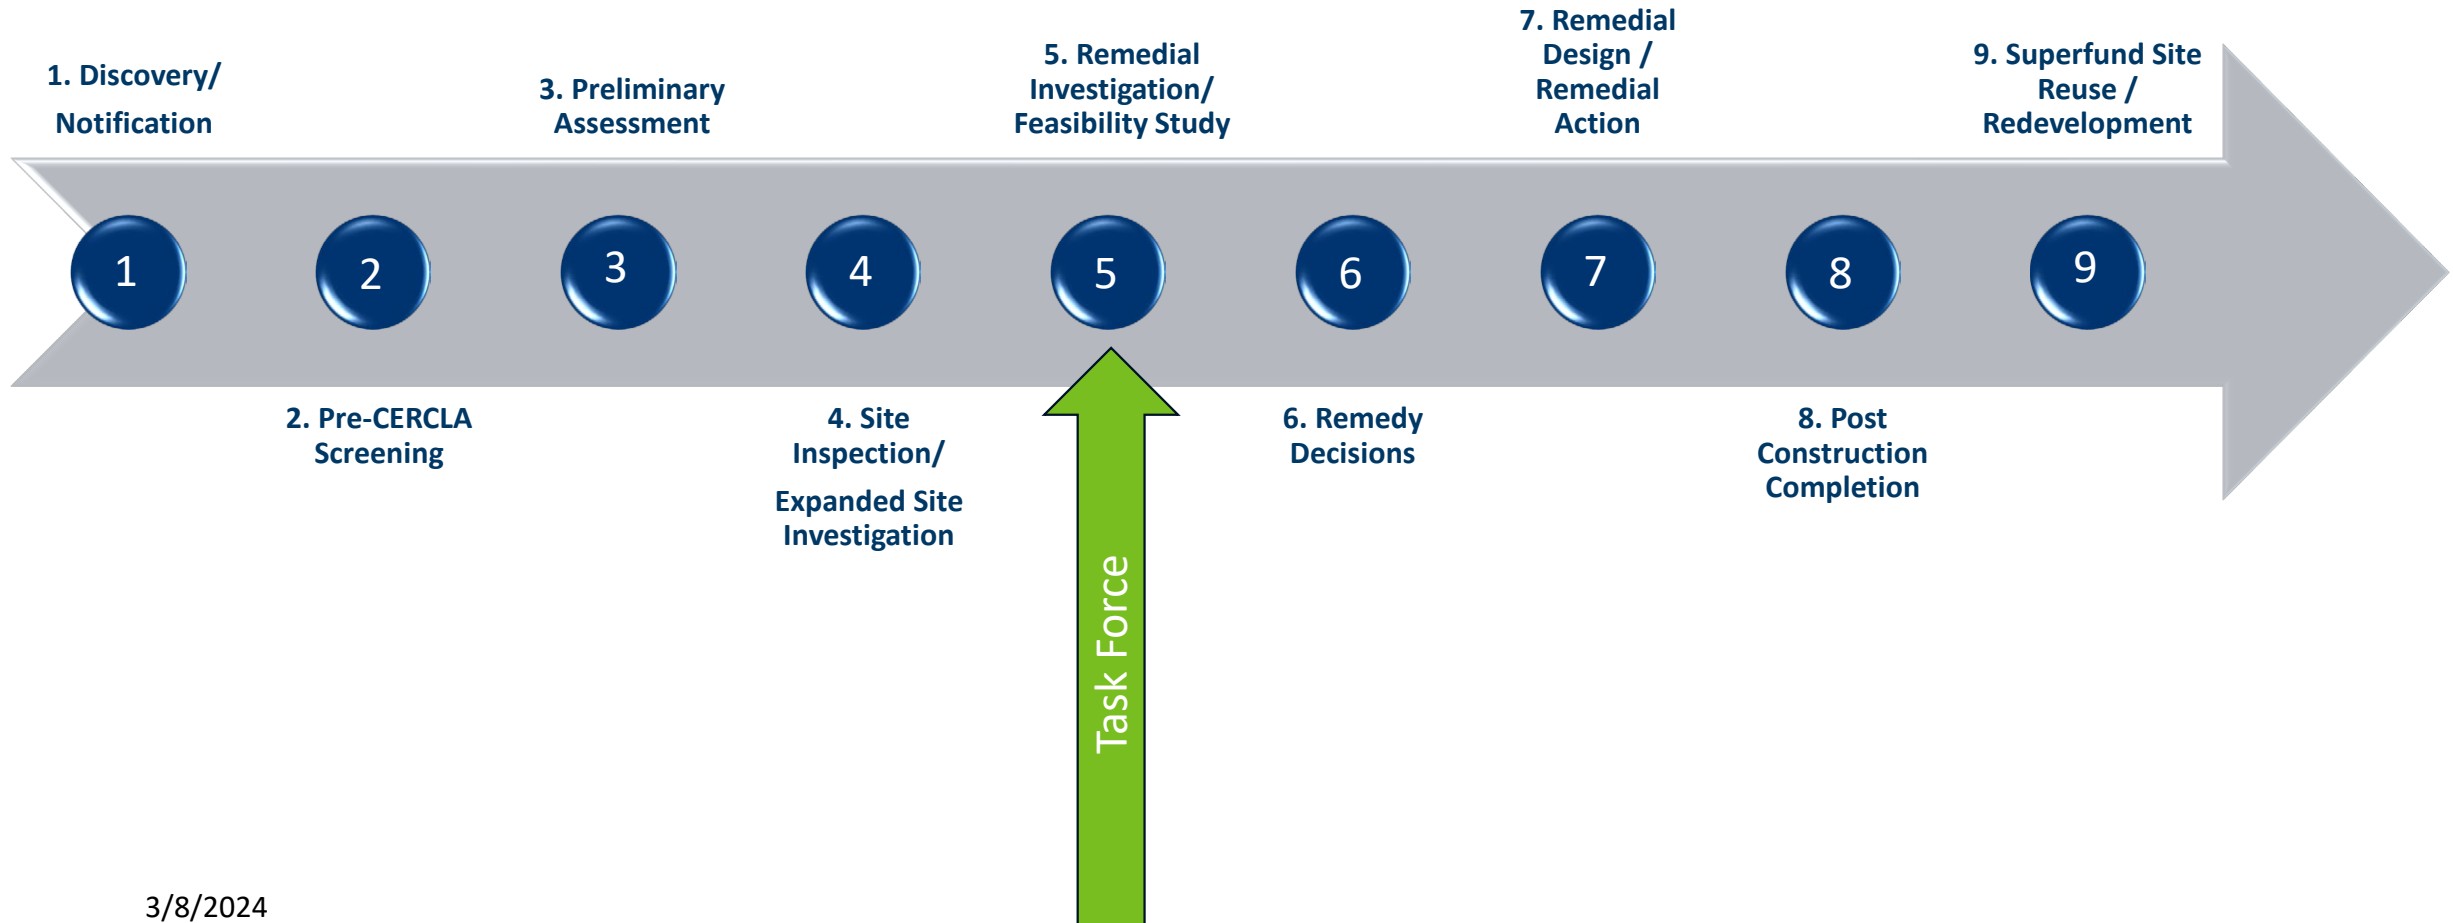 1. Discovery/
Notification
3. Preliminary
Assessment
5. Remedial
Investigation/
Feasibility Study
7. Remedial
Design /
Remedial
Action
9. Superfund Site
Reuse /
Redevelopment
1
2
3
4
5
6
7
8
9
2. Pre-CERCLA
Screening
4. Site
Inspection/
Expanded Site
Investigation
6. Remedy
Decisions
8. Post
Construction
Completion
Task Force
3/8/2024